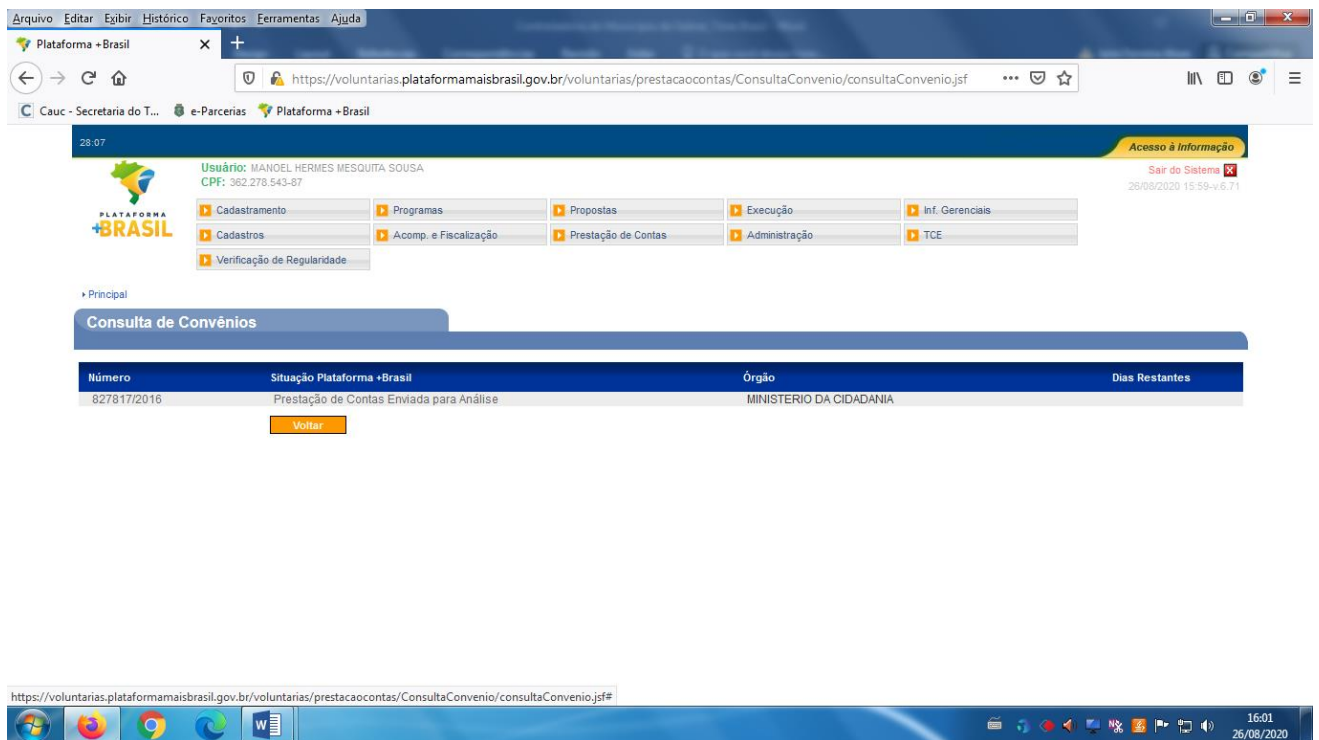 Arquivo Editar Exibir Histórico Favoritos Ferramentas Ajuda
Plataforma +Brasil
https://voluntarias.plataformamaisbrasil.gov.br/voluntarias/prestacaocontas/ConsultaConvenio/consultaConvenio.jsf
Cauc - Secretaria do T... e-Parcerias Plataforma +Brasil
28:07
Acesso à Informação
Usuário: MANOEL HERMES MESQUITA SOUSA
CPF: 362.278.543-87
Sair do Sistema
26/08/2020 15:59-v.6.71
PLATAFORMA
+BRASIL
Cadastramento Programas Propostas Execução Inf. Gerenciais
Cadastros Acomp. e Fiscalização Prestação de Contas Administração TCE
Verificação de Regularidade
Principal
Consulta de Convênios
Número Situação Plataforma +Brasil Órgão Dias Restantes
827817/2016 Prestação de Contas Enviada para Análise MINISTERIO DA CIDADANIA
Voltar
https://voluntarias.plataformamaisbrasil.gov.br/voluntarias/prestacaocontas/ConsultaConvenio/consultaConvenio.jsf#
16:01
26/08/2020